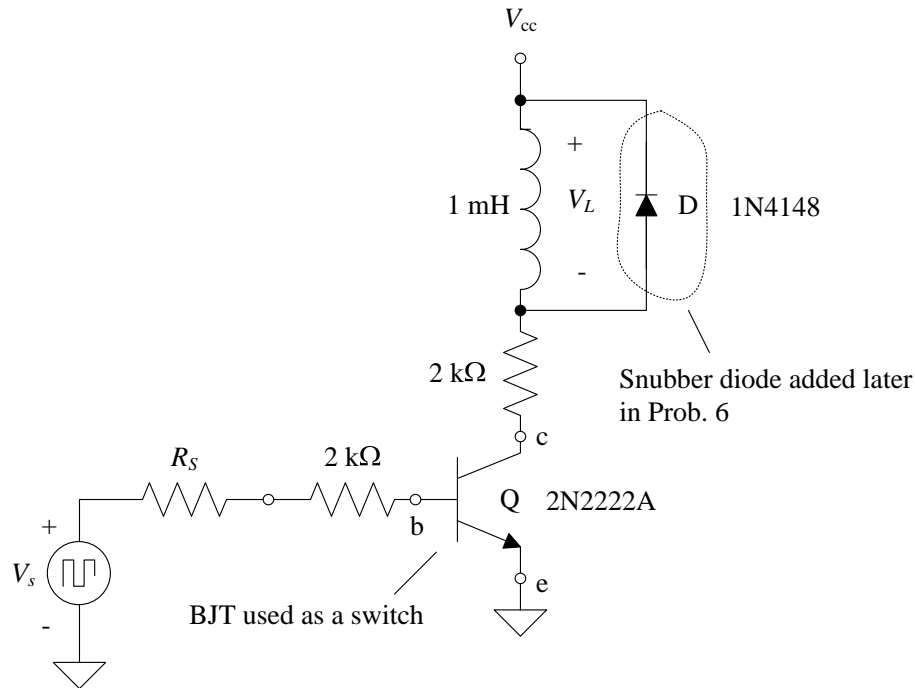 Vcc
+
1 mH
VL
D
1N4148
-
2 kΩ
Snubber diode added later
in Prob. 6
c
RS
2 kΩ
Q
2N2222A
b
+
Vs
e
-
BJT used as a switch